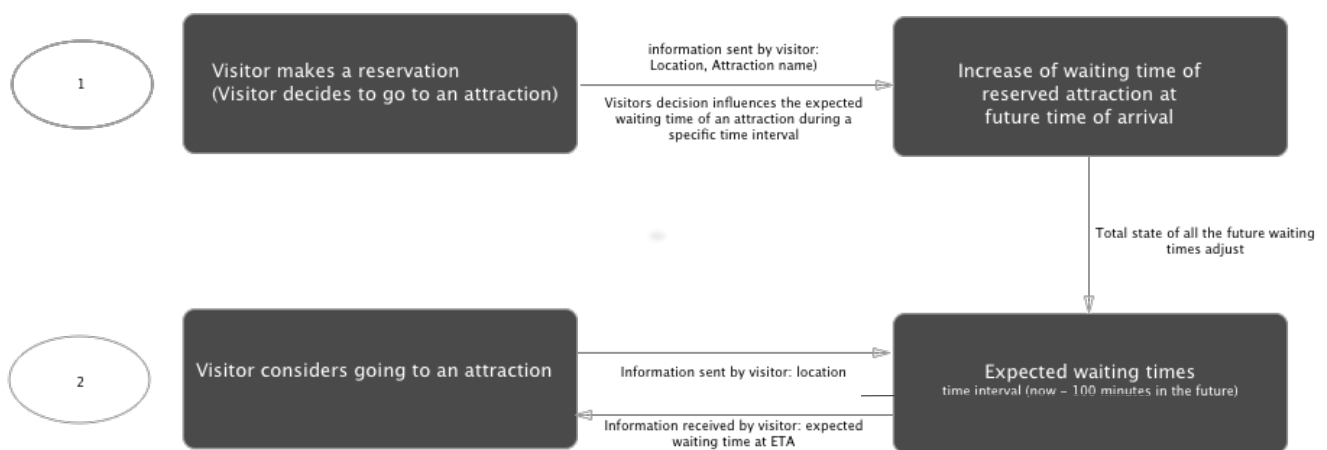 1
Visitor makes a reservation
(Visitor decides to go to an attraction)
information sent by visitor:
Location, Attraction name)
Visitors decision influences the expected
waiting time of an attraction during a
specific time interval
Increase of waiting time of
reserved attraction at
future time of arrival
Total state of all the future waiting
times adjust
2
Visitor considers going to an attraction
Information sent by visitor: location
Information received by visitor: expected
waiting time at ETA
Expected waiting times
time interval (now – 100 minutes in the future)